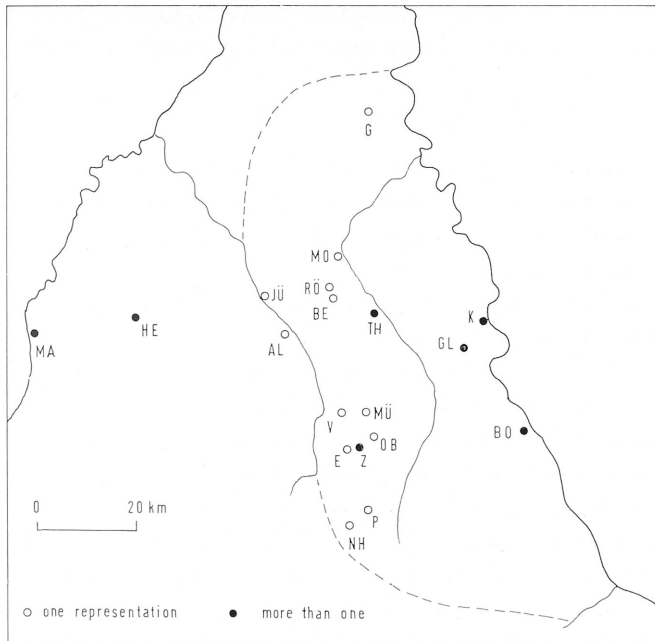 G
MO
RÖ
JÜ
BE
HE
TH
K
MA
AL
GL
V
MÜ
BO
OB
E
Z
0 20 km
P
NH
one representation more than one